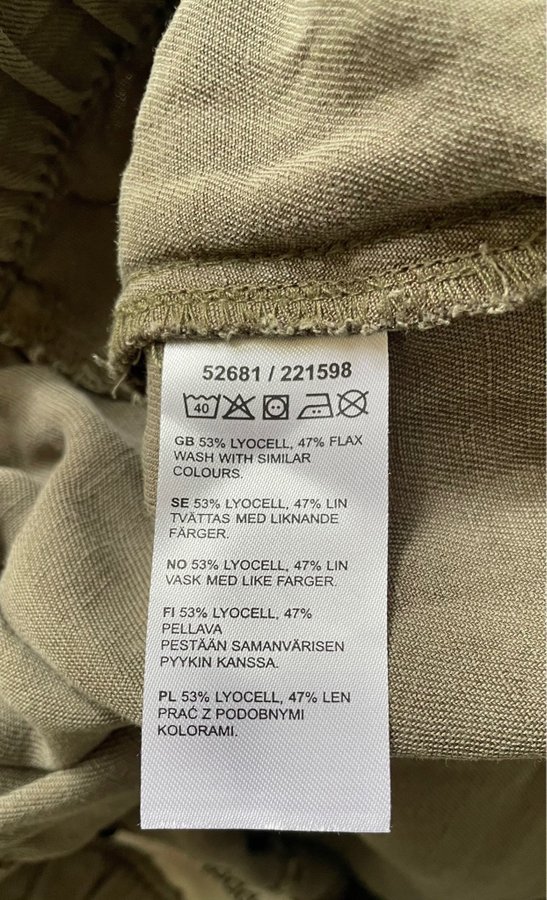 52681 / 221598
40
GB 53% LYOCELL, 47% FLAX
WASH WITH SIMILAR
COLOURS.
SE 53% LYOCELL, 47% LIN
TVÄTTAS MED LIKNANDE
FÄRGER.
NO 53% LYOCELL, 47% LIN
VASK MED LIKE FARGER.
FI 53% LYOCELL, 47%
PELLAVA
PESTÄÄN SAMANVÄRISEN
PYYKIN KANSSA.
PL 53% LYOCELL, 47% LEN
PRAĆ Z PODOBNYMI
KOLORAMI.